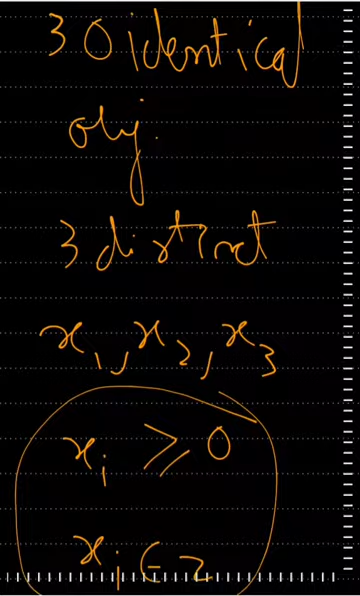 30 identical
obj.
3 distinct
x₁, x₂, x₃
xᵢ ⩾ 0
xᵢ ∈ z